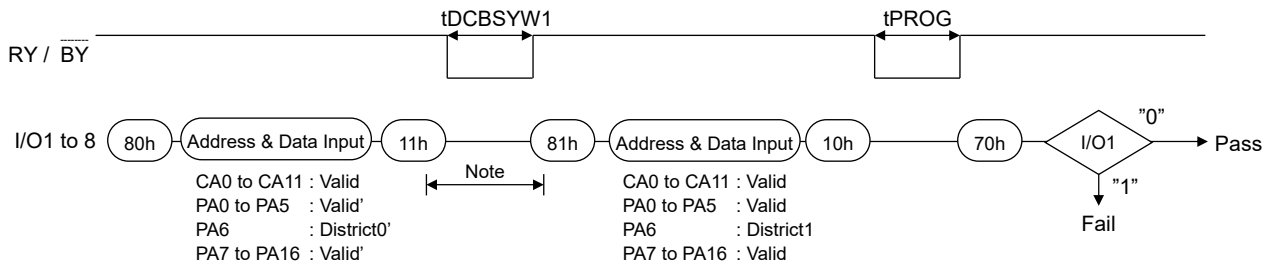 tDCBSYW1
tPROG
RY / BY
I/O1 to 8
80h
Address & Data Input
11h
81h
Address & Data Input
10h
70h
I/O1
”0”
Pass
”1”
Fail
Note
CA0 to CA11 : Valid
PA0 to PA5 : Valid’
PA6 : District0’
PA7 to PA16 : Valid’
CA0 to CA11 : Valid
PA0 to PA5 : Valid
PA6 : District1
PA7 to PA16 : Valid